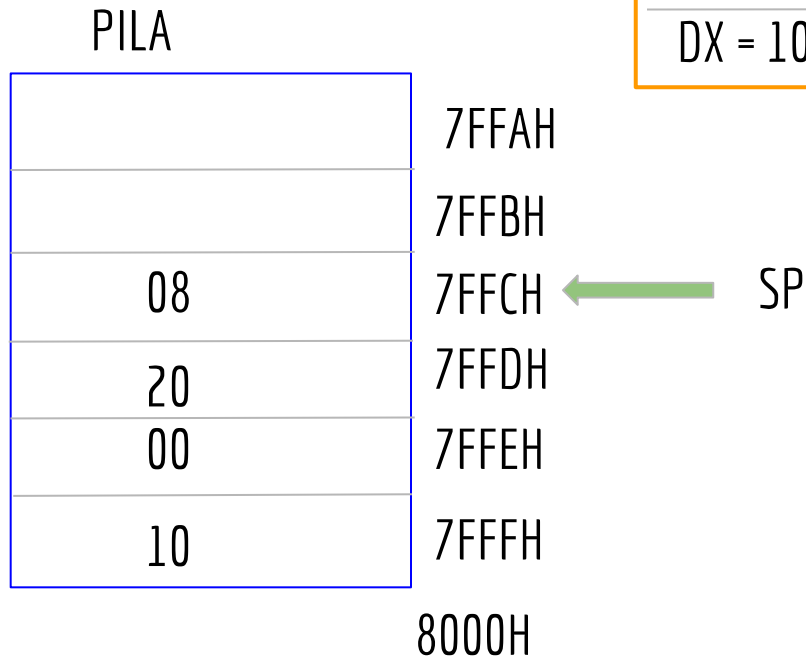 PILA
DX = 10
7FFAH
7FFBH
08 7FFCH SP
20 7FFDH
00 7FFEH
10 7FFFH
8000H